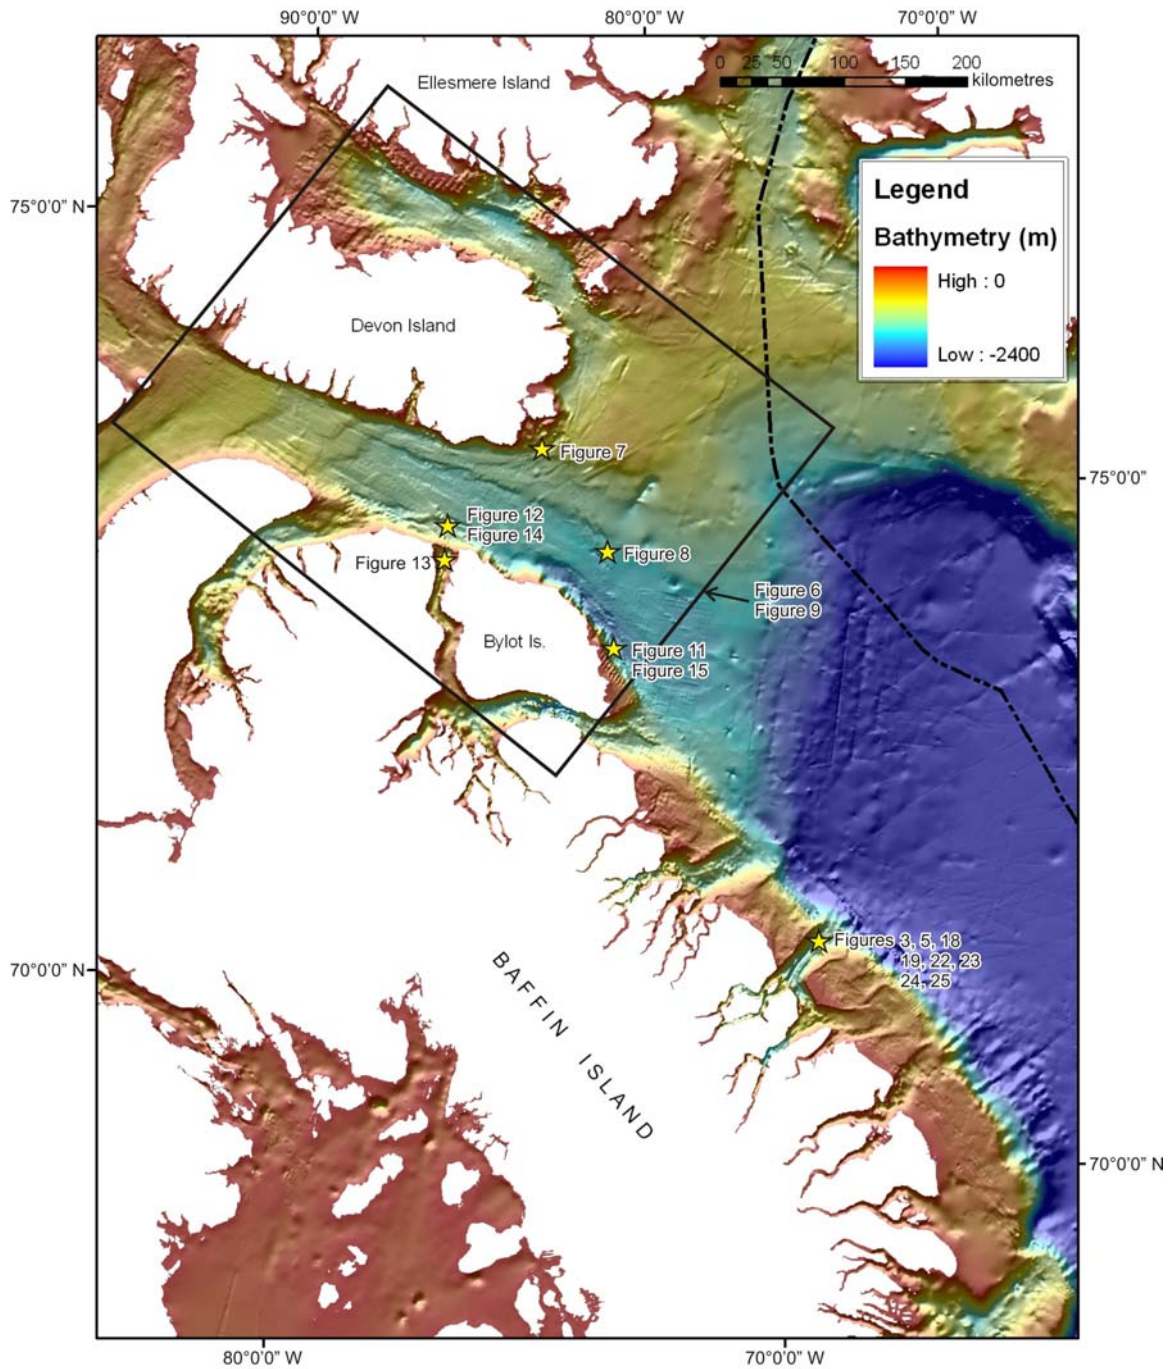 90°0'0" W
80°0'0" W
70°0'0" W
0 25 50 100 150 200
kilometres
Ellesmere Island
75°0'0" N
Legend
Bathymetry (m)
High : 0
Low : -2400
Devon Island
Figure 7
75°0'0" N
Figure 12
Figure 14
Figure 13
Figure 8
Figure 6
Figure 9
Bylot Is.
Figure 11
Figure 15
Figures 3, 5, 18
19, 22, 23
24, 25
70°0'0" N
BAFFIN ISLAND
70°0'0" N
80°0'0" W
70°0'0" W